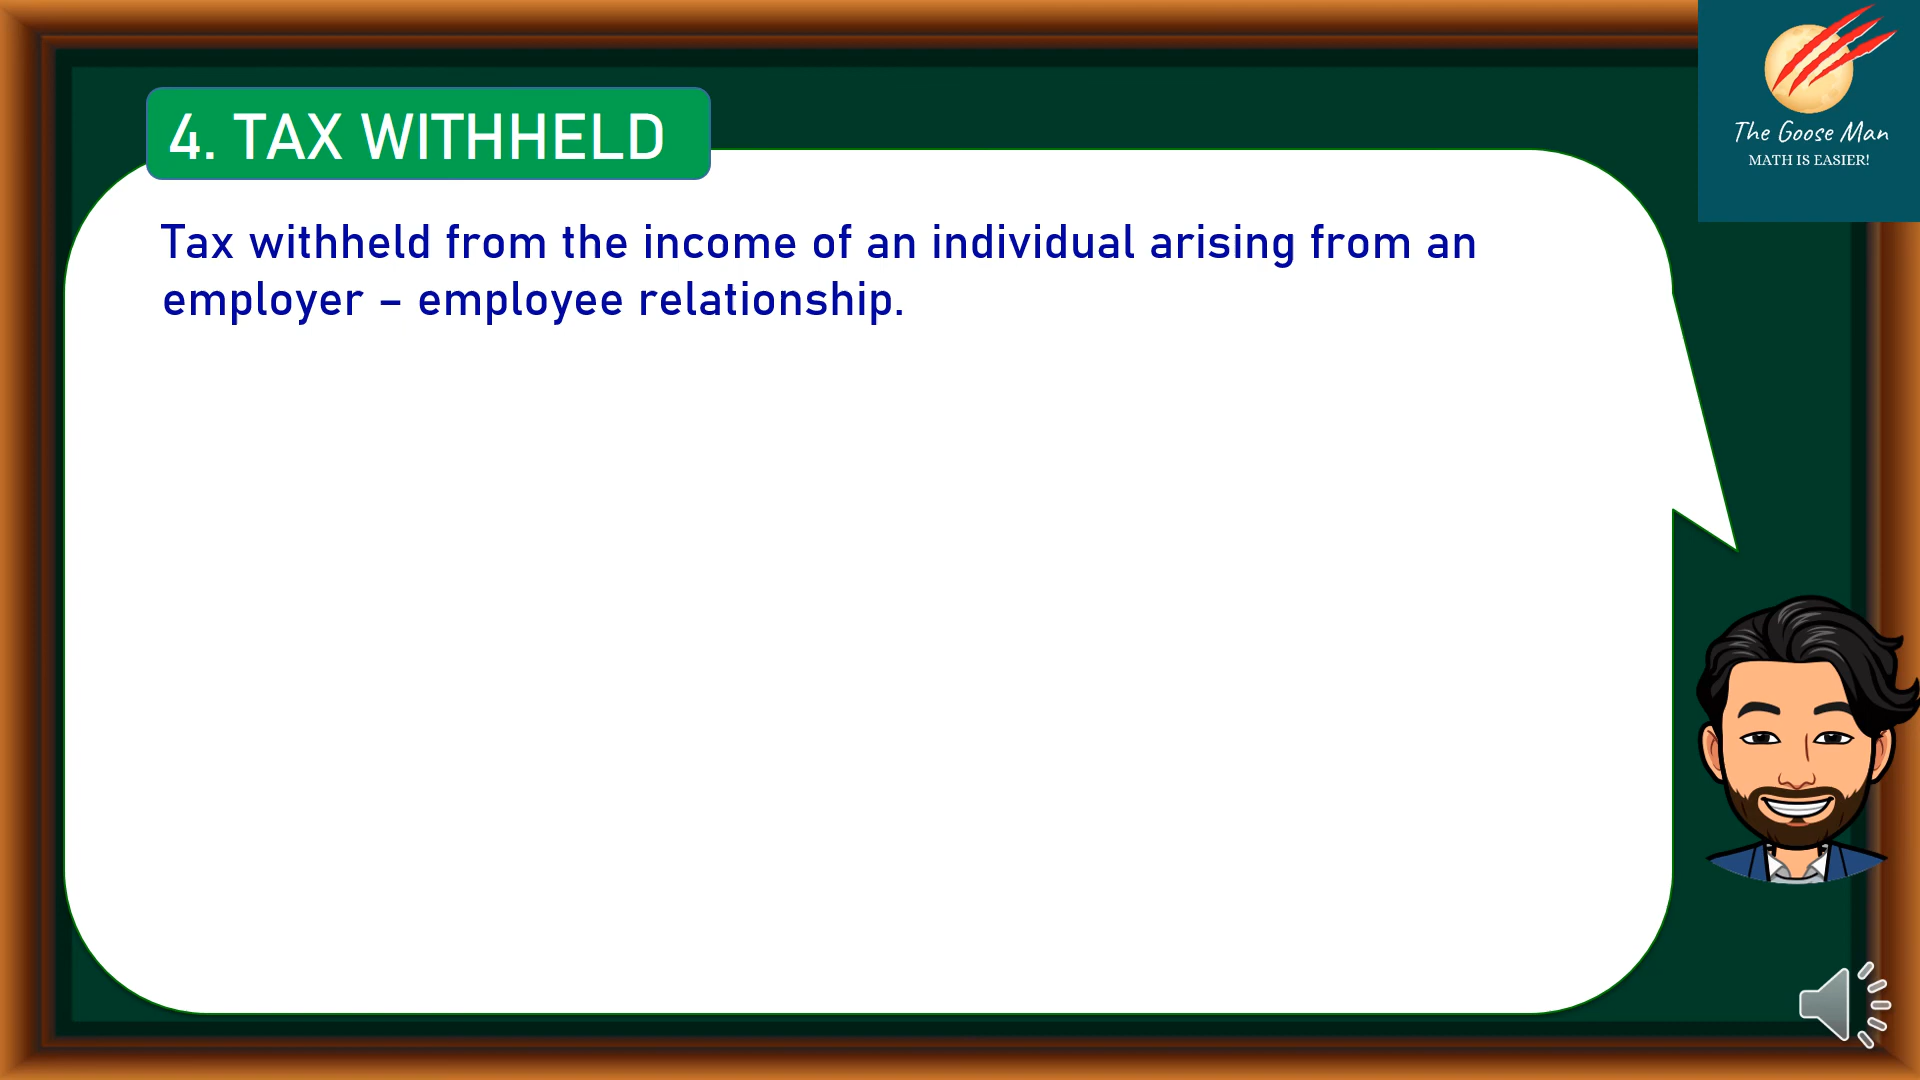 4. TAX WITHHELD
Tax withheld from the income of an individual arising from an
employer – employee relationship.
The Goose Man
MATH IS EASIER!